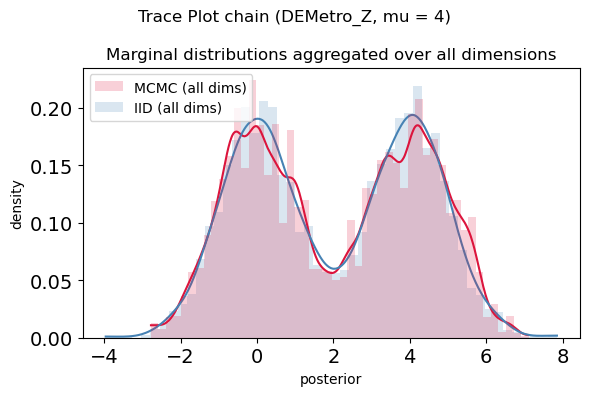 Trace Plot chain (DEMetro_Z, mu = 4)
Marginal distributions aggregated over all dimensions
MCMC (all dims)
IID (all dims)
density
0.20
0.15
0.10
0.05
0.00
−4 −2 0 2 4 6 8
posterior